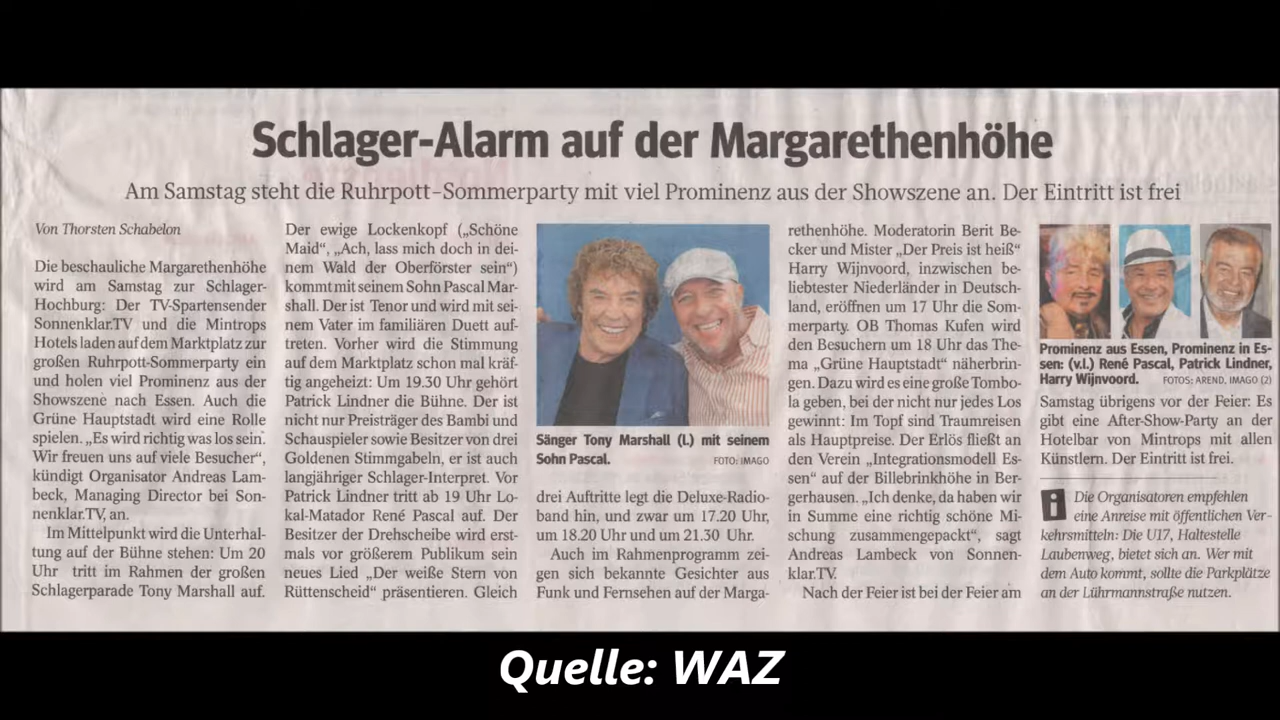 Schlager-Alarm auf der Margarethenhöhe
Am Samstag steht die Ruhrpott-Sommerparty mit viel Prominenz aus der Showszene an. Der Eintritt ist frei
Von Thorsten Schabelon
Die beschauliche Margarethenhöhe
wird am Samstag zur Schlager-
Hochburg: Der TV-Spartensender
Sonnenklar.TV und die Mintrops
Hotels laden auf dem Marktplatz zur
großen Ruhrpott-Sommerparty ein
und holen viel Prominenz aus der
Showszene nach Essen. Auch die
Grüne Hauptstadt wird eine Rolle
spielen. „Es wird richtig was los sein.
Wir freuen uns auf viele Besucher“,
kündigt Organisator Andreas Lam-
beck, Managing Director bei Son-
nenklar.TV, an.
Im Mittelpunkt wird die Unterhal-
tung auf der Bühne stehen: Um 20
Uhr tritt im Rahmen der großen
Schlagerparade Tony Marshall auf.
Der ewige Lockenkopf („Schöne
Maid“, „Ach, lass mich doch in dei-
nem Wald der Oberförster sein“)
kommt mit seinem Sohn Pascal Mar-
shall. Der ist Tenor und wird mit sei-
nem Vater im familiären Duett auf-
treten. Vorher wird die Stimmung
auf dem Marktplatz schon mal kräf-
tig angeheizt: Um 19.30 Uhr gehört
Patrick Lindner die Bühne. Der ist
nicht nur Preisträger des Bambi und
Schauspieler sowie Besitzer von drei
Goldenen Stimmgabeln, er ist auch
langjähriger Schlager-Interpret. Vor
Patrick Lindner tritt ab 19 Uhr Lo-
kal-Matador René Pascal auf. Der
Besitzer der Drehscheibe wird erst-
mals vor größerem Publikum sein
neues Lied „Der weiße Stern von
Rüttenscheid“ präsentieren. Gleich
Sänger Tony Marshall (l.) mit seinem
Sohn Pascal. FOTO: IMAGO
drei Auftritte legt die Deluxe-Radio-
band hin, und zwar um 17.20 Uhr,
um 18.20 Uhr und um 21.30 Uhr.
Auch im Rahmenprogramm zei-
gen sich bekannte Gesichter aus
Funk und Fernsehen auf der Marga-
rethenhöhe. Moderatorin Berit Be-
cker und Mister „Der Preis ist heiß“
Harry Wijnvoord, inzwischen be-
liebtester Niederländer in Deutsch-
land, eröffnen um 17 Uhr die Som-
merparty. OB Thomas Kufen wird
den Besuchern um 18 Uhr das The-
ma „Grüne Hauptstadt“ näherbrin-
gen. Dazu wird es eine große Tombo-
la geben, bei der nicht nur jedes Los
gewinnt: Im Topf sind Traumreisen
als Hauptpreise. Der Erlös fließt an
den Verein „Integrationsmodell Es-
sen“ auf der Billebrinkhöhe in Ber-
gerhausen. „Ich denke, da haben wir
in Summe eine richtig schöne Mi-
schung zusammengepackt“, sagt
Andreas Lambeck von Sonnen-
klar.TV.
Nach der Feier ist bei der Feier am
Prominenz aus Essen, Prominenz in Es-
sen: (v.l.) René Pascal, Patrick Lindner,
Harry Wijnvoord. FOTOS: AREND, IMAGO (2)
Samstag übrigens vor der Feier: Es
gibt eine After-Show-Party an der
Hotelbar von Mintrops mit allen
Künstlern. Der Eintritt ist frei.
i Die Organisatoren empfehlen
eine Anreise mit öffentlichen Ver-
kehrsmitteln: Die U17, Haltestelle
Laubenweg, bietet sich an. Wer mit
dem Auto kommt, sollte die Parkplätze
an der Lührmannstraße nutzen.
Quelle: WAZ